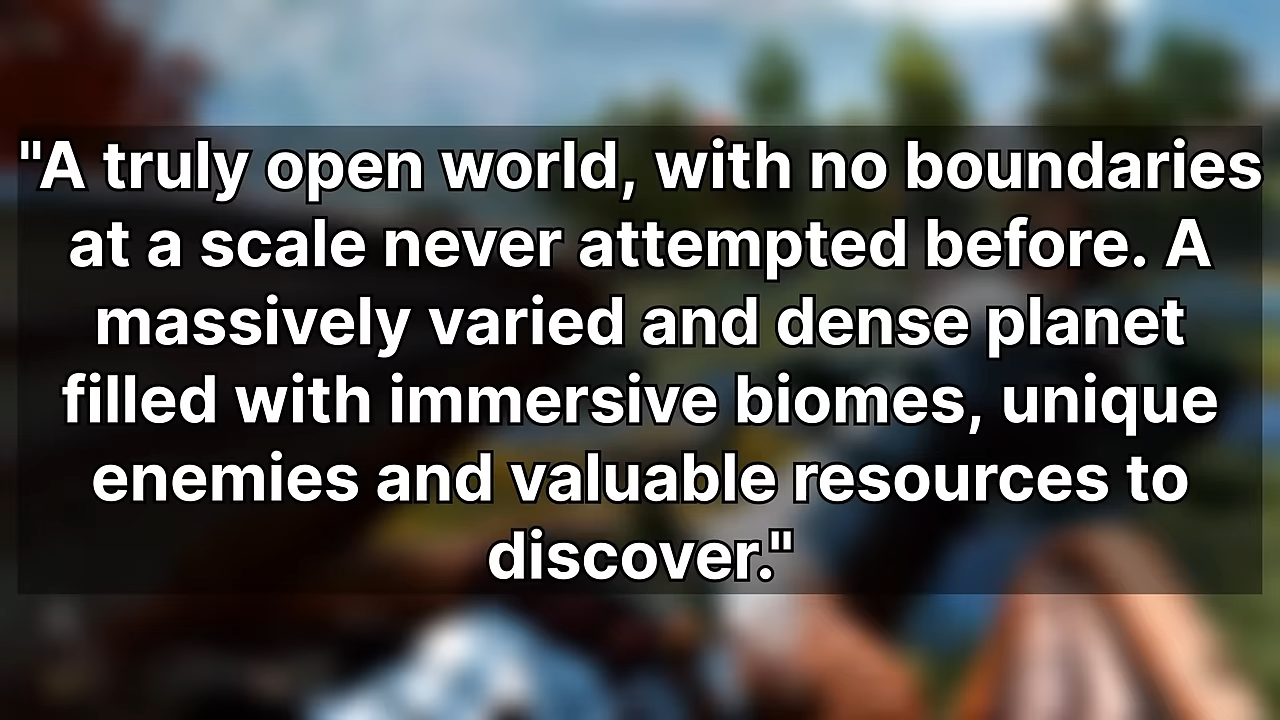 "A truly open world, with no boundaries
at a scale never attempted before. A
massively varied and dense planet
filled with immersive biomes, unique
enemies and valuable resources to
discover."